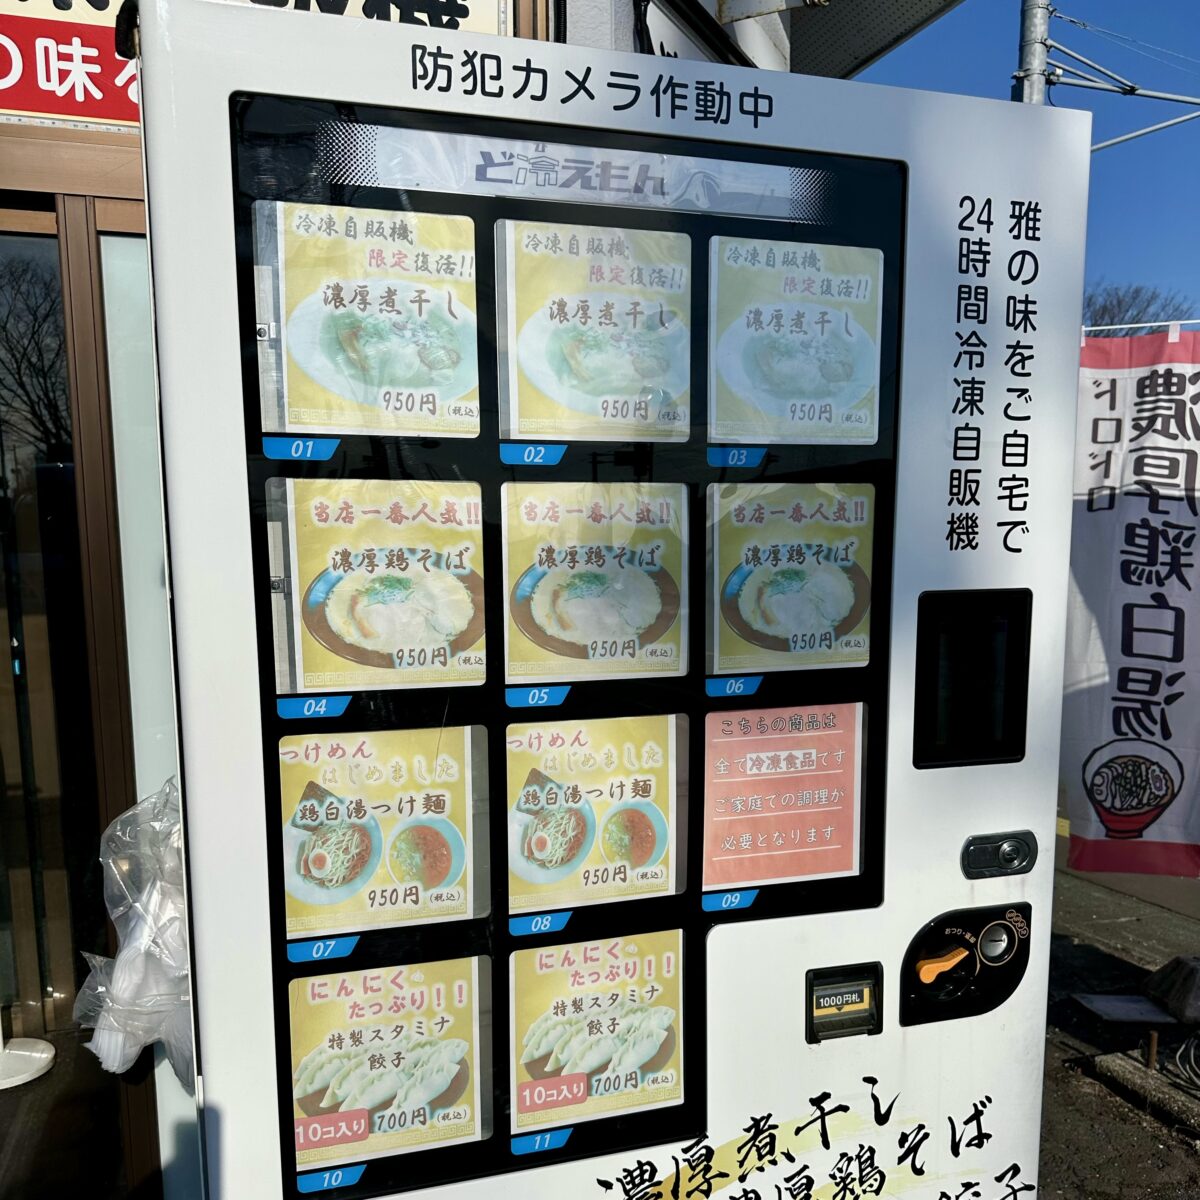 の味を
防犯カメラ作動中
ど冷えもん
雅の味をご自宅で
24時間冷凍自販機
冷凍自販機
限定復活!!
濃厚煮干し
950円(税込)
01
冷凍自販機
限定復活!!
濃厚煮干し
950円(税込)
02
冷凍自販機
限定復活!!
濃厚煮干し
950円(税込)
03
当店一番人気!!
濃厚鶏そば
950円(税込)
04
当店一番人気!!
濃厚鶏そば
950円(税込)
05
当店一番人気!!
濃厚鶏そば
950円(税込)
06
つけめん
はじめました
鶏白湯つけ麺
950円(税込)
07
つけめん
はじめました
鶏白湯つけ麺
950円(税込)
08
こちらの商品は
全て冷凍食品です
ご家庭での調理が
必要となります
09
にんにく
たっぷり!!
特製スタミナ
餃子
10コ入り 700円(税込)
10
にんにく
たっぷり!!
特製スタミナ
餃子
10コ入り 700円(税込)
11
おつり・返却
1000円札
濃厚煮干し
濃厚鶏そば
餃子
濃厚鶏白湯
ドロドロ